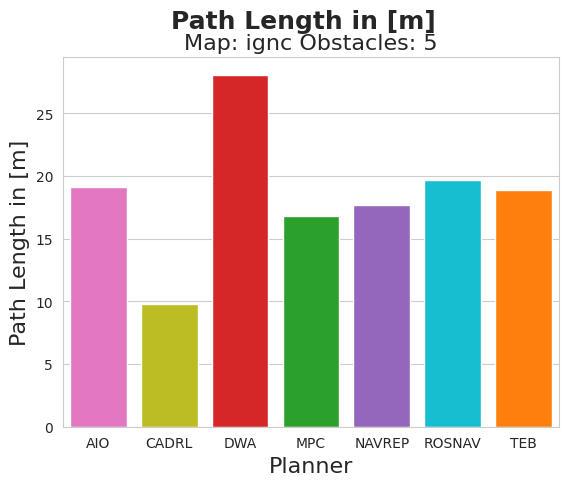 Path Length in [m]
Map: ignc Obstacles: 5
Path Length in [m]
25
20
15
10
5
0
AIO CADRL DWA MPC NAVREP ROSNAV TEB
Planner